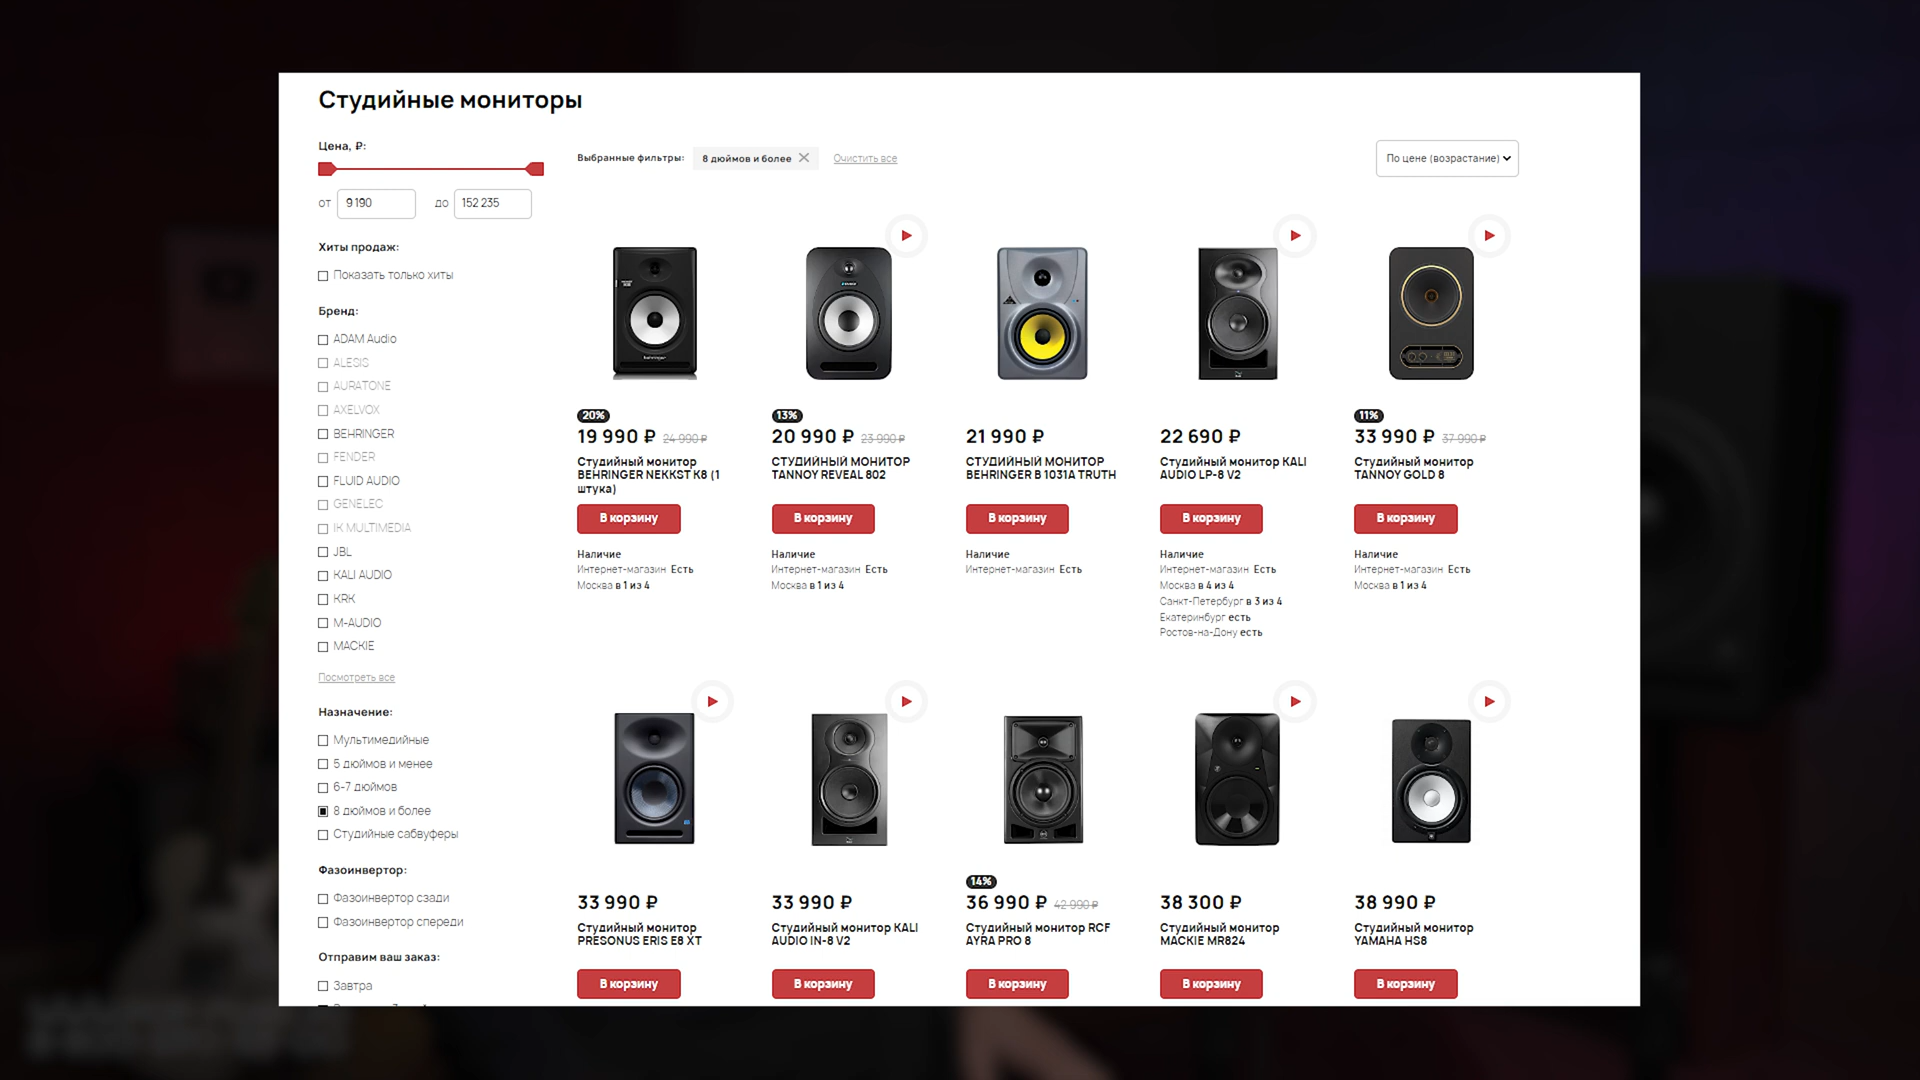 Студийные мониторы
Цена, ₽:
от 9 190 до 152 235
Выбранные фильтры: 8 дюймов и более Очистить все
По цене (возрастание)
Хиты продаж:
Показать только хиты
Бренд:
ADAM Audio
ALESIS
AURATONE
AXELVOX
BEHRINGER
FENDER
FLUID AUDIO
GENELEC
IK MULTIMEDIA
JBL
KALI AUDIO
KRK
M-AUDIO
MACKIE
Посмотреть все
Назначение:
Мультимедийные
5 дюймов и менее
6-7 дюймов
8 дюймов и более
Студийные сабвуферы
Фазоинвертор:
Фазоинвертор сзади
Фазоинвертор спереди
Отправим ваш заказ:
Завтра
20%
19 990 ₽ 24 990 ₽
Студийный монитор
BEHRINGER NEKKST K8 (1
штука)
В корзину
Наличие
Интернет-магазин Есть
Москва в 1 из 4
13%
20 990 ₽ 23 990 ₽
СТУДИЙНЫЙ МОНИТОР
TANNOY REVEAL 802
В корзину
Наличие
Интернет-магазин Есть
Москва в 1 из 4
21 990 ₽
СТУДИЙНЫЙ МОНИТОР
BEHRINGER B 1031A TRUTH
В корзину
Наличие
Интернет-магазин Есть
22 690 ₽
Студийный монитор KALI
AUDIO LP-8 V2
В корзину
Наличие
Интернет-магазин Есть
Москва в 4 из 4
Санкт-Петербург в 3 из 4
Екатеринбург есть
Ростов-на-Дону есть
11%
33 990 ₽ 37 990 ₽
Студийный монитор
TANNOY GOLD 8
В корзину
Наличие
Интернет-магазин Есть
Москва в 1 из 4
33 990 ₽
Студийный монитор
PRESONUS ERIS E8 XT
В корзину
33 990 ₽
Студийный монитор KALI
AUDIO IN-8 V2
В корзину
14%
36 990 ₽ 42 990 ₽
Студийный монитор RCF
AYRA PRO 8
В корзину
38 300 ₽
Студийный монитор
MACKIE MR824
В корзину
38 990 ₽
Студийный монитор
YAMAHA HS8
В корзину